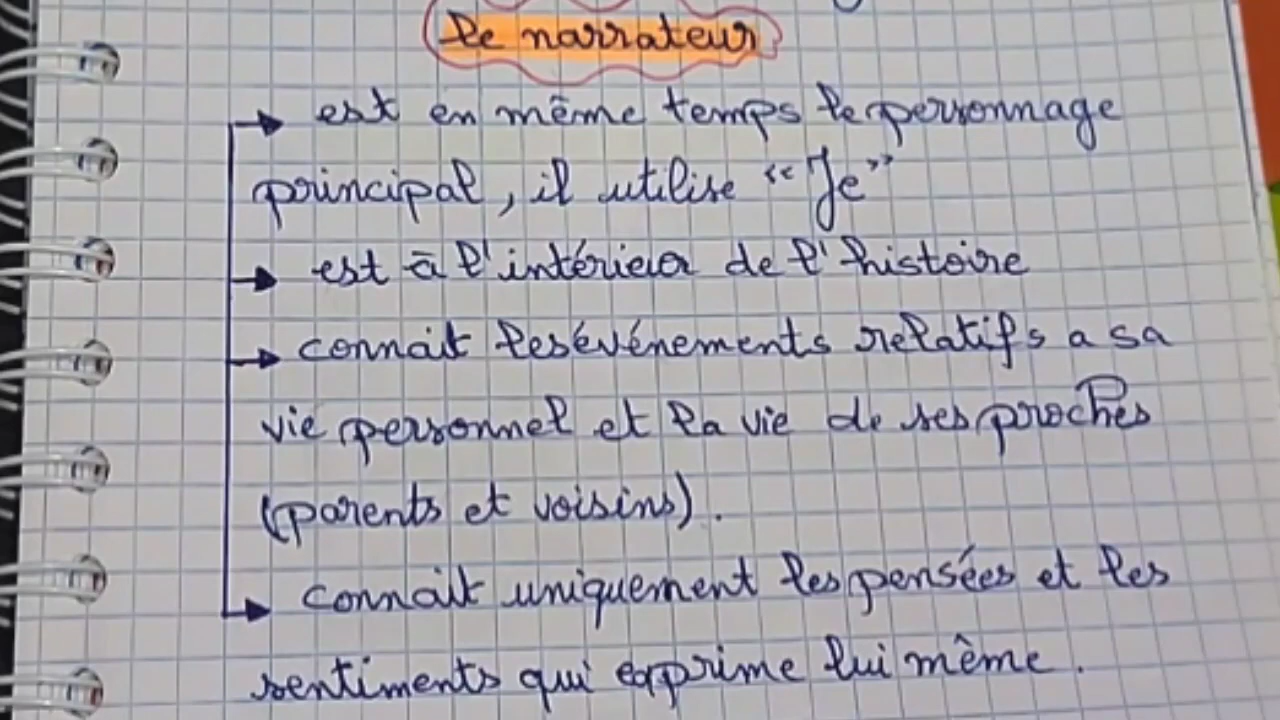 Le narrateur
est en même temps le personnage
principal, il utilise “Je”
est à l'intérieur de l'histoire
connait les événements relatifs a sa
vie personnel et la vie de ses proches
(parents et voisins).
connait uniquement les pensées et les
sentiments qui exprime lui même.